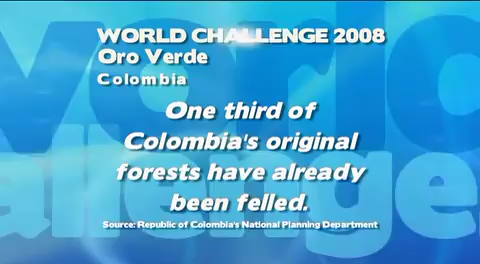 WORLD CHALLENGE 2008
Oro Verde
Colombia
One third of
Colombia's original
forests have already
been felled.
Source: Republic of Colombia's National Planning Department